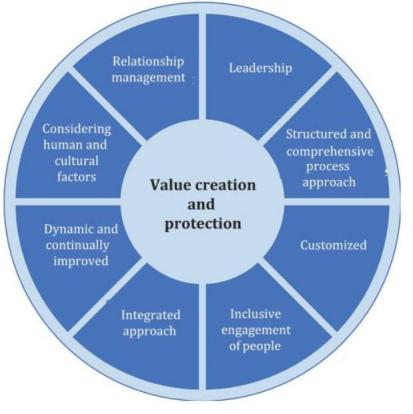 Relationship
management
Leadership
Structured and
comprehensive
process
approach
Customized
Inclusive
engagement
of people
Integrated
approach
Dynamic and
continually
improved
Considering
human and
cultural
factors
Value creation
and
protection